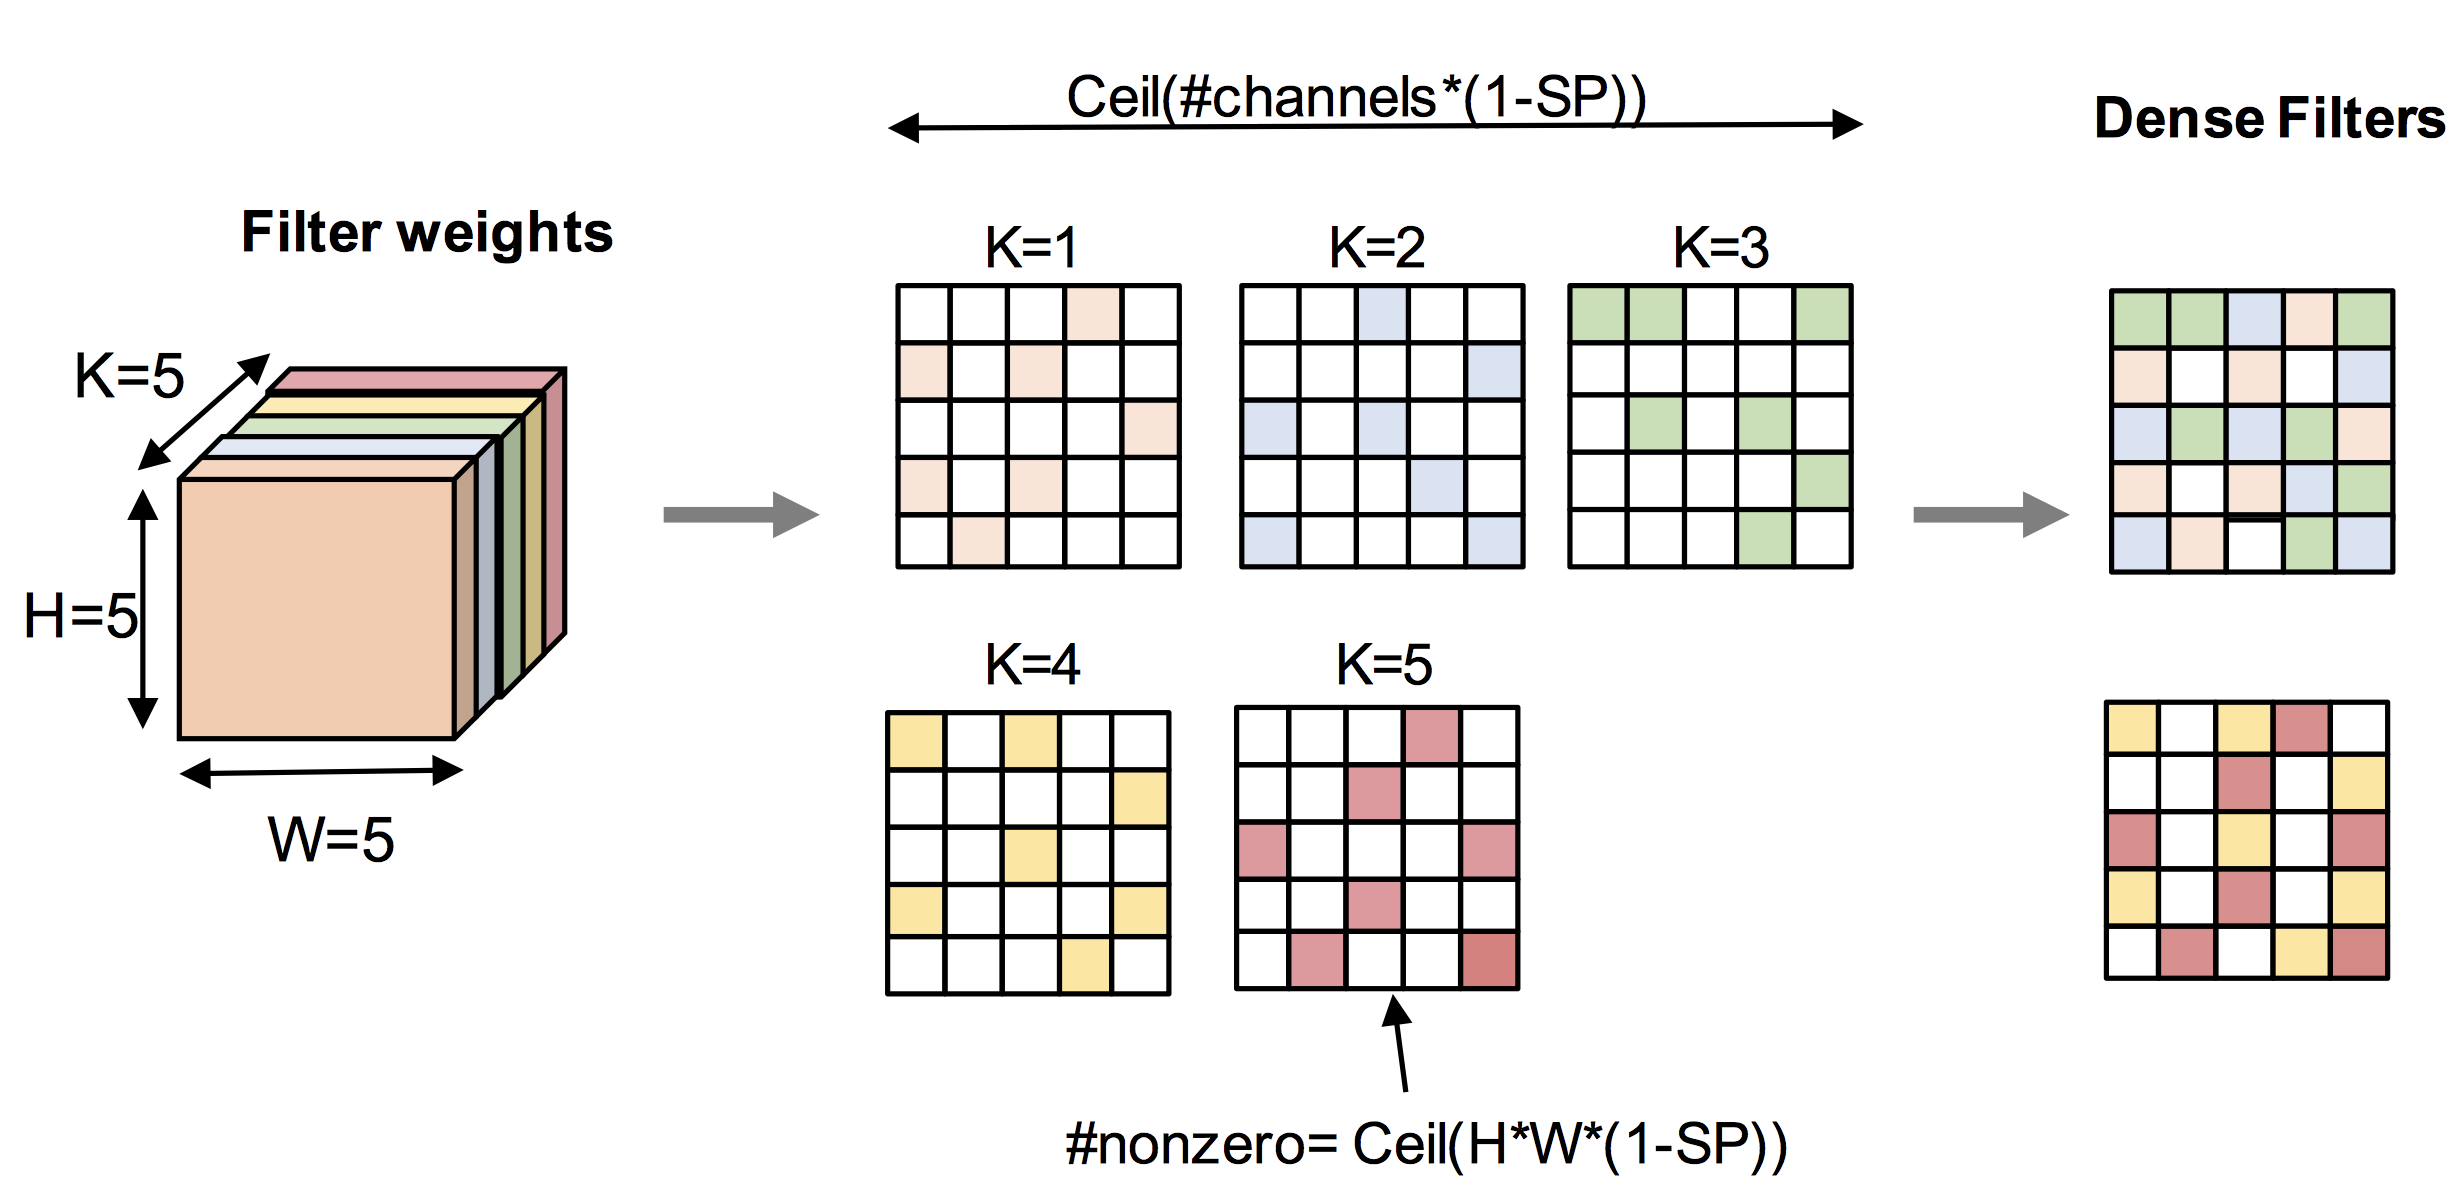 Ceil(#channels*(1-SP))
Dense Filters
Filter weights
K=1
K=2
K=3
K=5
H=5
W=5
K=4
K=5
#nonzero= Ceil(H*W*(1-SP))